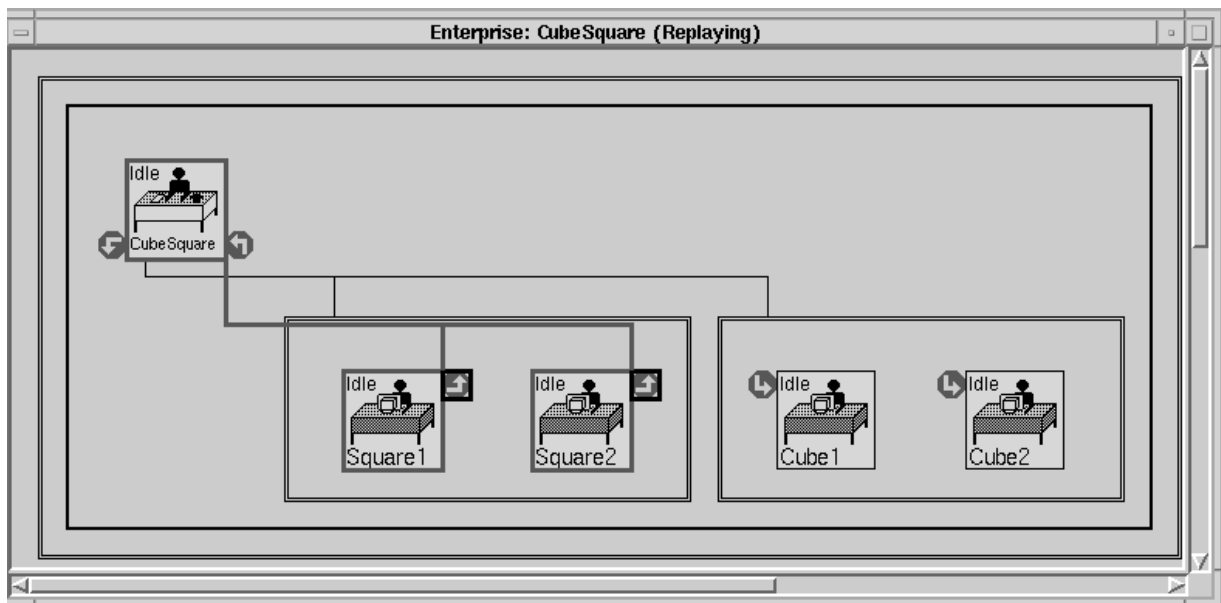 Enterprise: CubeSquare (Replaying)
Idle
CubeSquare
Idle
Square1
Idle
Square2
Idle
Cube1
Idle
Cube2